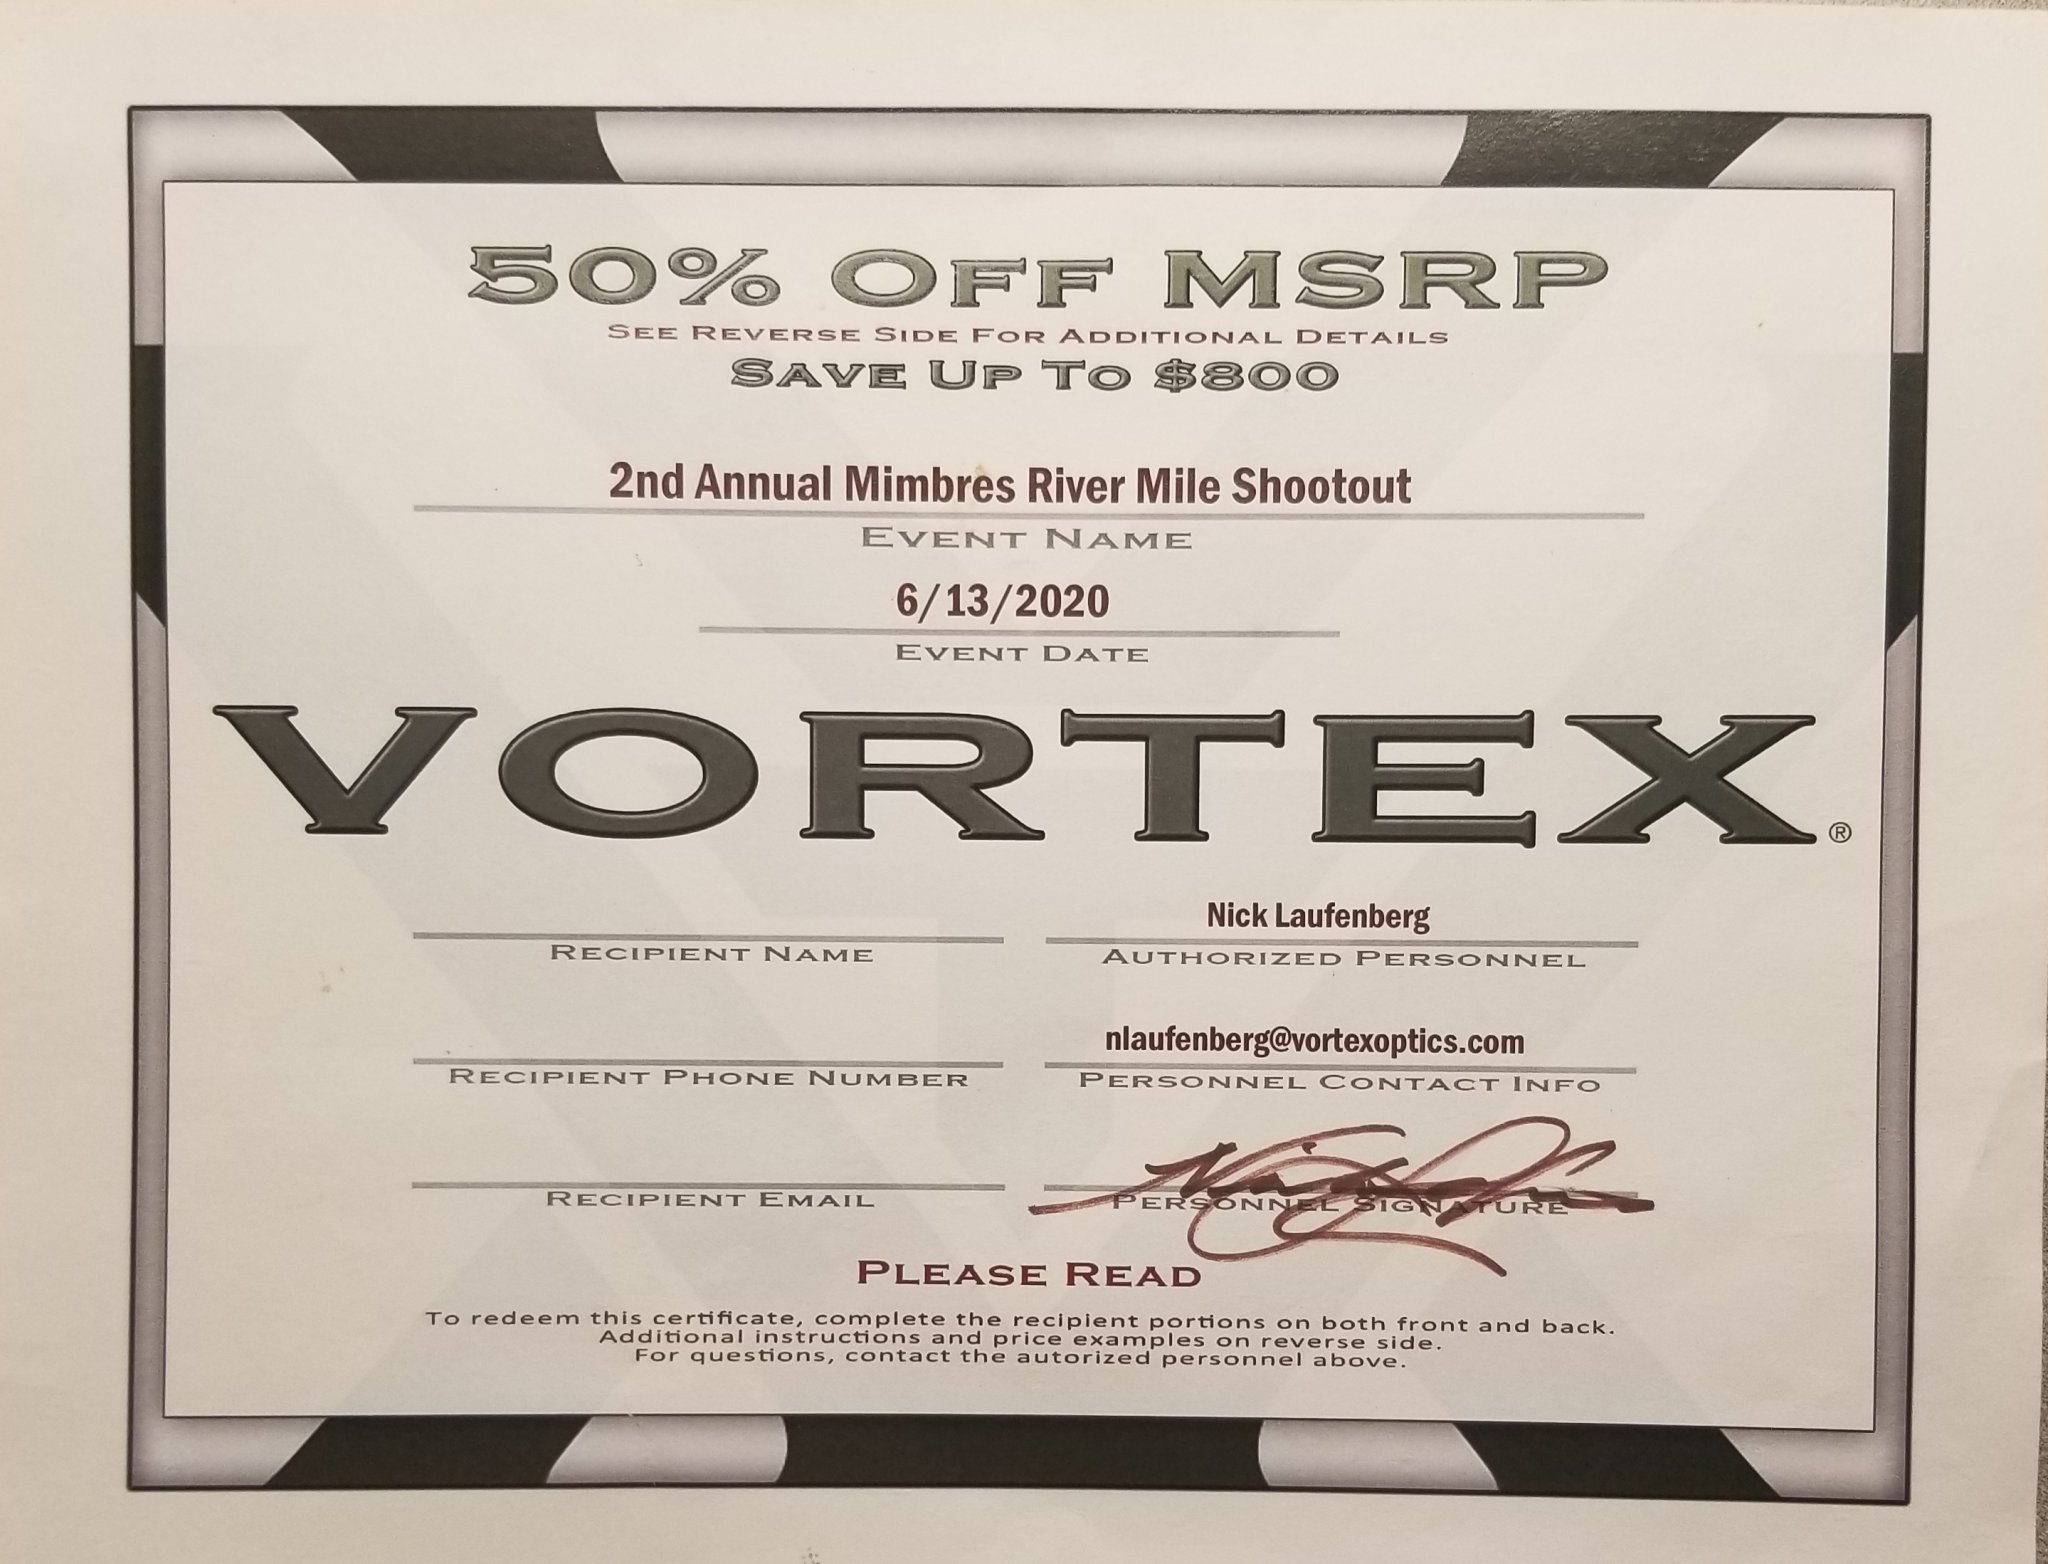 50% OFF MSRP
SEE REVERSE SIDE FOR ADDITIONAL DETAILS
SAVE UP TO $800
2nd Annual Mimbres River Mile Shootout
EVENT NAME
6/13/2020
EVENT DATE
VORTEX®
Nick Laufenberg
RECIPIENT NAME
AUTHORIZED PERSONNEL
nlaufenberg@vortexoptics.com
RECIPIENT PHONE NUMBER
PERSONNEL CONTACT INFO
RECIPIENT EMAIL
PERSONNEL SIGNATURE
PLEASE READ
To redeem this certificate, complete the recipient portions on both front and back.
Additional instructions and price examples on reverse side.
For questions, contact the autorized personnel above.